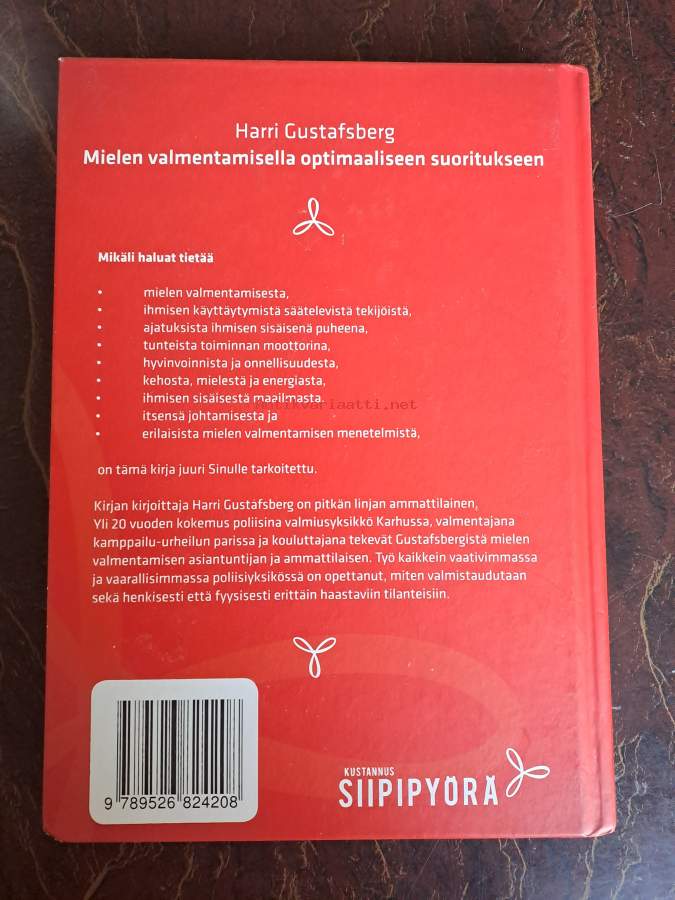 Harri Gustafsberg
Mielen valmentamisella optimaaliseen suoritukseen
Mikäli haluat tietää
• mielen valmentamisesta,
• ihmisen käyttäytymistä säätelevistä tekijöistä,
• ajatuksista ihmisen sisäisenä puheena,
• tunteista toiminnan moottorina,
• hyvinvoinnista ja onnellisuudesta,
• kehosta, mielestä ja energiasta,
• ihmisen sisäisestä maailmasta.
antikvariaatti.net
• itsensä johtamisesta ja
• erilaisista mielen valmentamisen menetelmistä,
on tämä kirja juuri Sinulle tarkoitettu.
Kirjan kirjoittaja Harri Gustafsberg on pitkän linjan ammattilainen,
Yli 20 vuoden kokemus poliisina valmiusyksikkö Karhussa, valmentajana
kamppailu-urheilun parissa ja kouluttajana tekevät Gustafsbergistä mielen
valmentamisen asiantuntijan ja ammattilaisen. Työ kaikkein vaativimmassa
ja vaarallisimmassa poliisiyksikössä on opettanut, miten valmistaudutaan
sekä henkisesti että fyysisesti erittäin haastaviin tilanteisiin.
9 789526 824208
KUSTANNUS
SIIPIPYÖRÄ